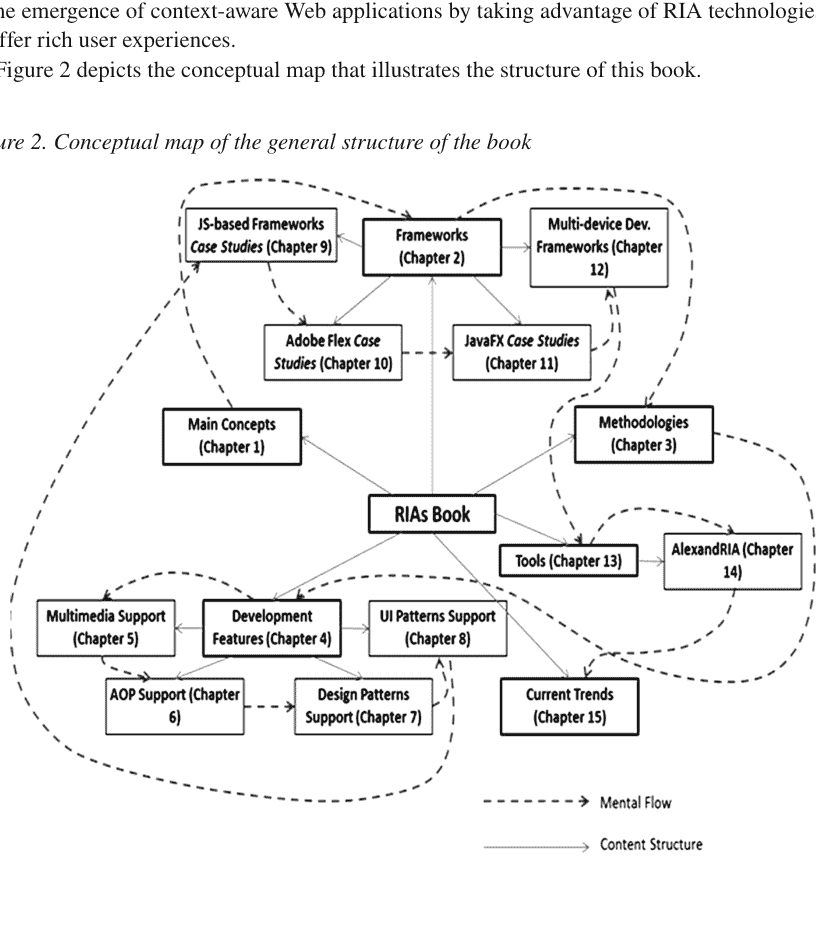 he emergence of context-aware Web applications by taking advantage of RIA technologie
ffer rich user experiences.
Figure 2 depicts the conceptual map that illustrates the structure of this book.
ure 2. Conceptual map of the general structure of the book
JS-based Frameworks
Case Studies (Chapter 9)
Frameworks
(Chapter 2)
Multi-device Dev.
Frameworks (Chapter
12)
Adobe Flex Case
Studies (Chapter 10)
JavaFX Case Studies
(Chapter 11)
Main Concepts
(Chapter 1)
Methodologies
(Chapter 3)
RIAs Book
Tools (Chapter 13)
AlexandRIA (Chapter
14)
Multimedia Support
(Chapter 5)
Development
Features (Chapter 4)
UI Patterns Support
(Chapter 8)
AOP Support (Chapter
6)
Design Patterns
Support (Chapter 7)
Current Trends
(Chapter 15)
Mental Flow
Content Structure